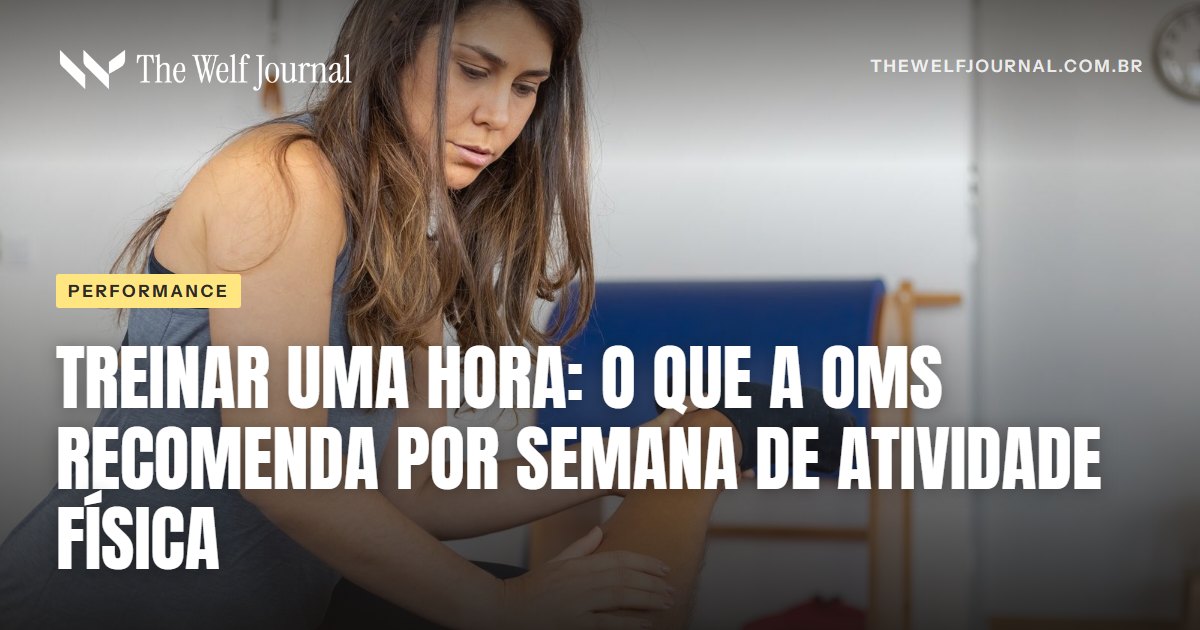 The Welf Journal
THEWELFJOURNAL.COM.BR
PERFORMANCE
TREINAR UMA HORA: O QUE A OMS
RECOMENDA POR SEMANA DE ATIVIDADE
FÍSICA